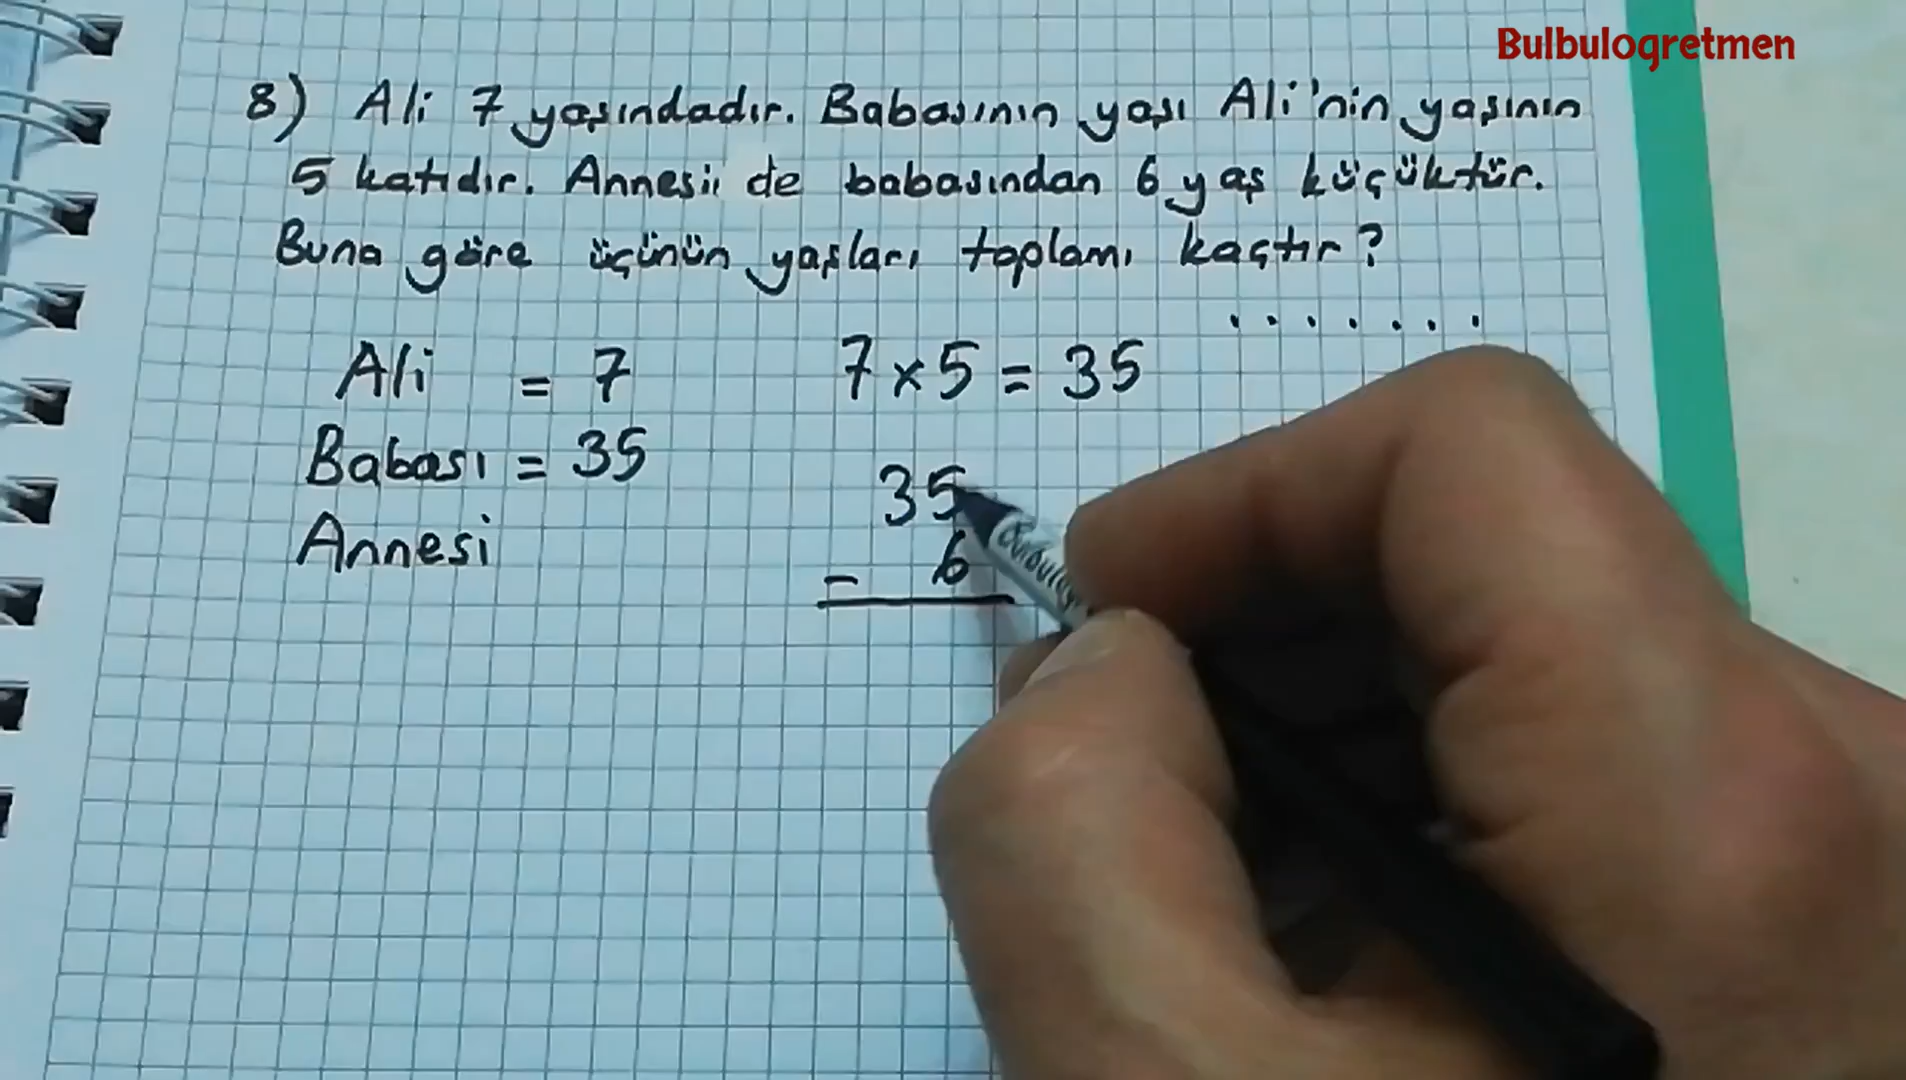 Bulbulogretmen
8) Ali 7 yaşındadır. Babasının yaşı Ali'nin yaşının
5 katıdır. Annesi de babasından 6 yaş küçüktür.
Buna göre üçünün yaşları toplamı kaçtır?
.......
Ali = 7
7 x 5 = 35
Babası = 35
Annesi
35
- 6